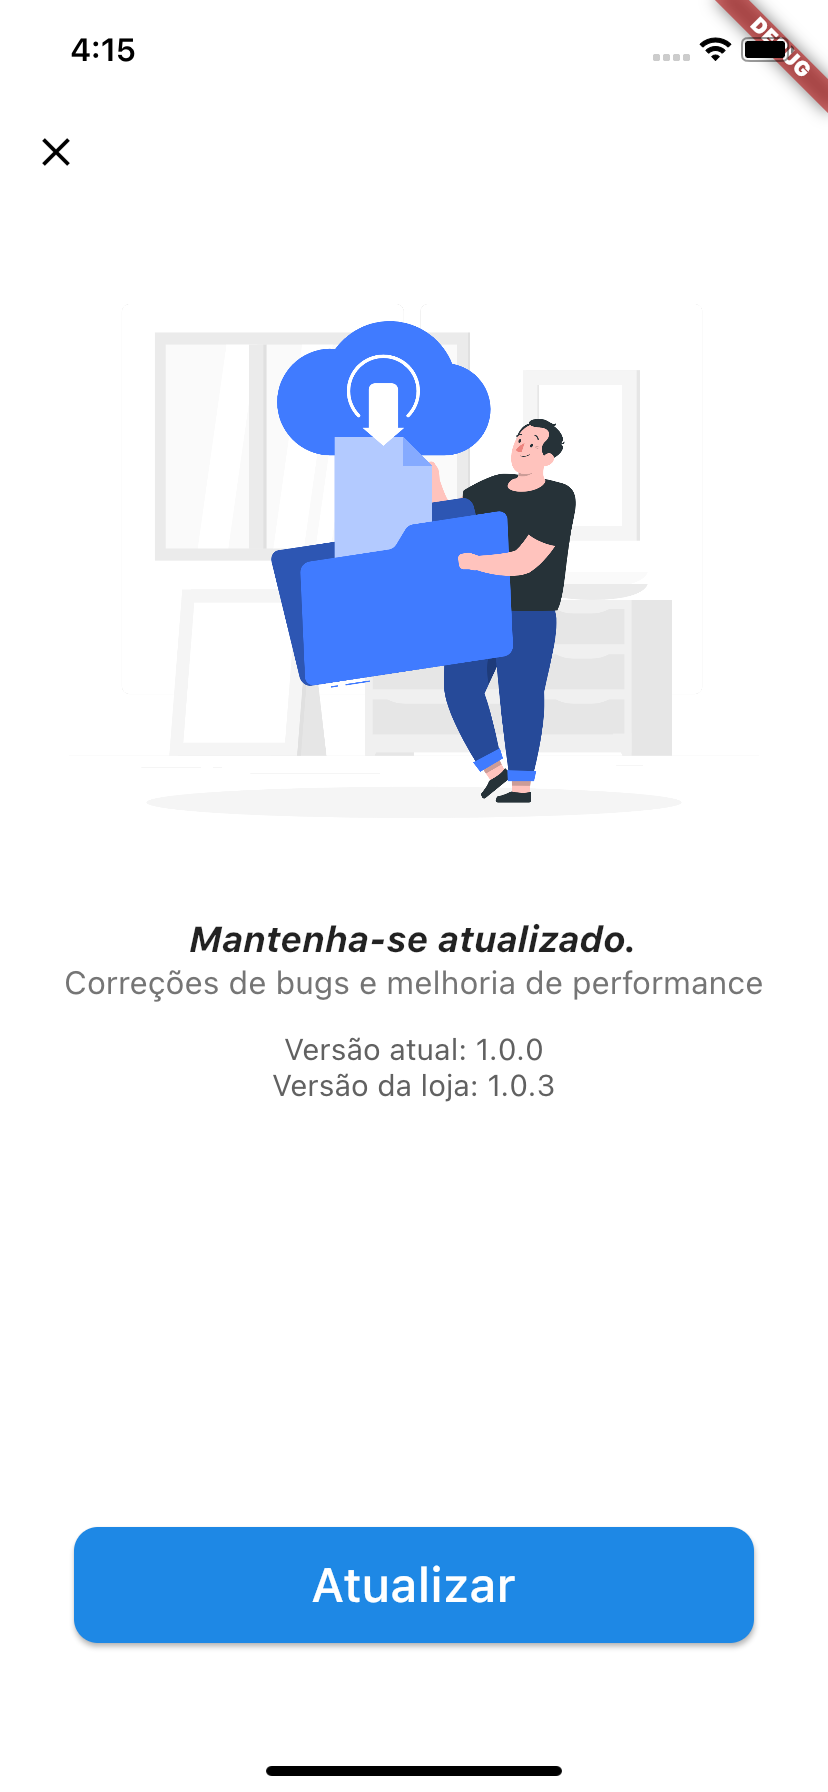 4:15
DEBUG
Mantenha-se atualizado.
Correções de bugs e melhoria de performance
Versão atual: 1.0.0
Versão da loja: 1.0.3
Atualizar